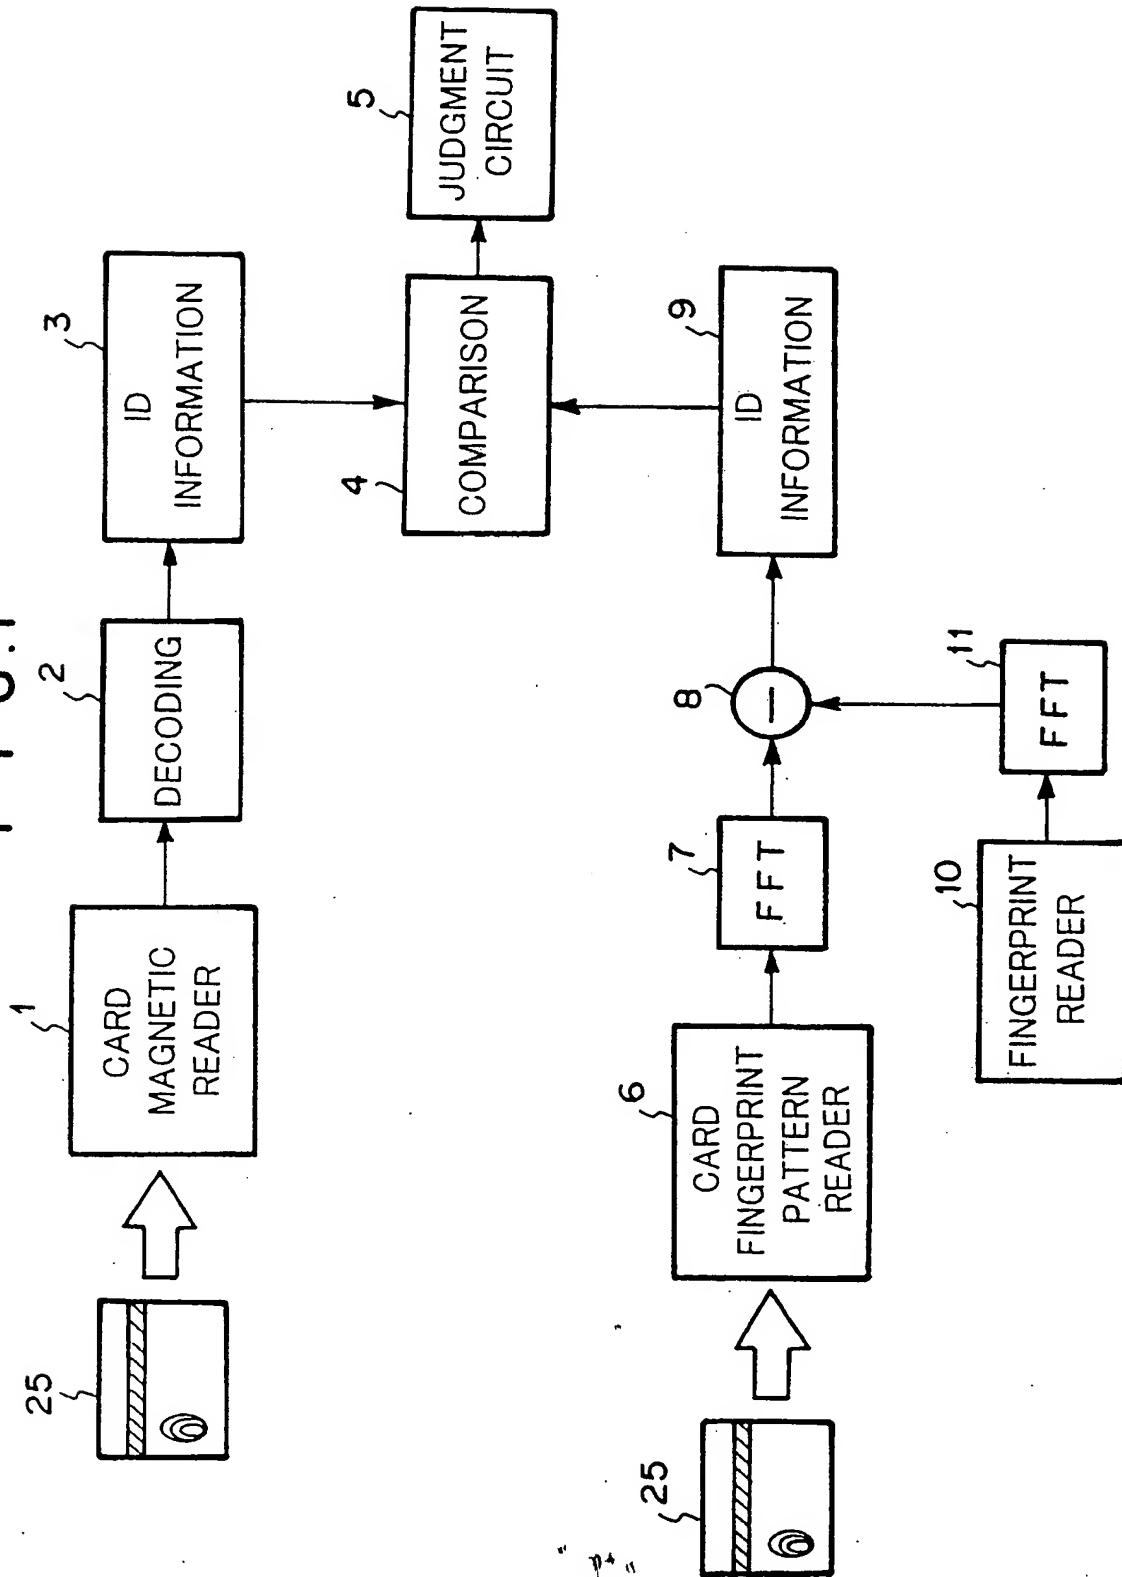 25
1
CARD
MAGNETIC
READER
2
DECODING
3
ID
INFORMATION
4
COMPARISON
5
JUDGMENT
CIRCUIT
25
6
CARD
FINGERPRINT
PATTERN
READER
7
FFT
8
−
9
ID
INFORMATION
10
FINGERPRINT
READER
11
FFT